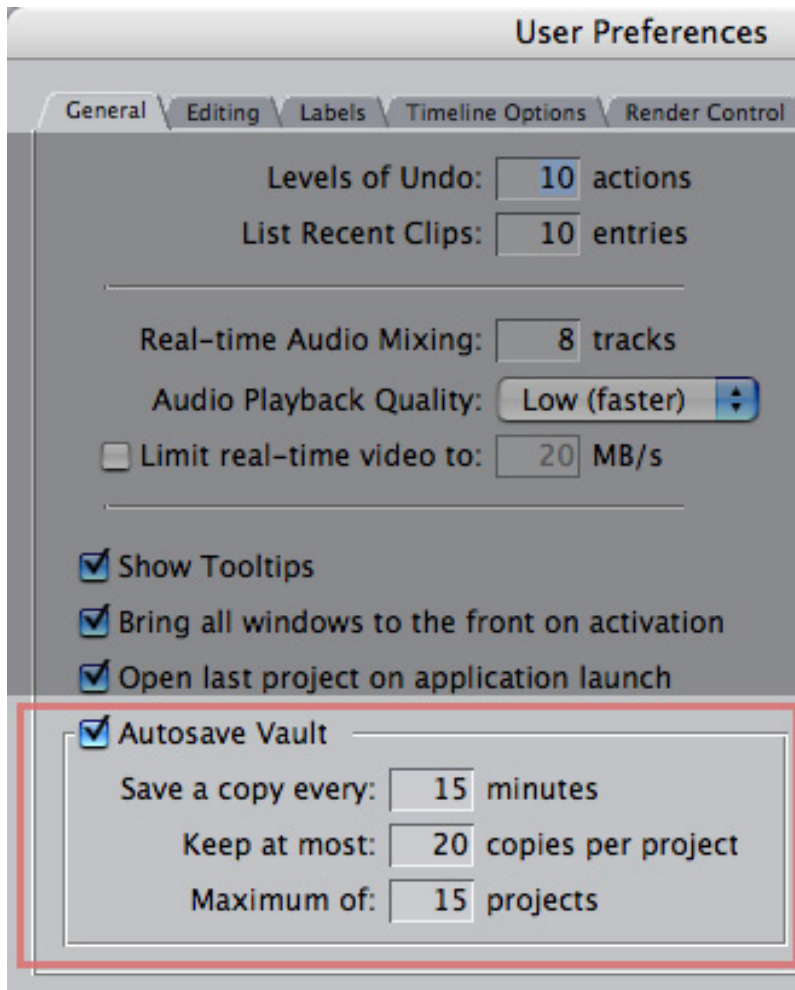 User Preferences
General Editing Labels Timeline Options Render Control
Levels of Undo: 10 actions
List Recent Clips: 10 entries
Real-time Audio Mixing: 8 tracks
Audio Playback Quality: Low (faster)
Limit real-time video to: 20 MB/s
Show Tooltips
Bring all windows to the front on activation
Open last project on application launch
Autosave Vault
Save a copy every: 15 minutes
Keep at most: 20 copies per project
Maximum of: 15 projects